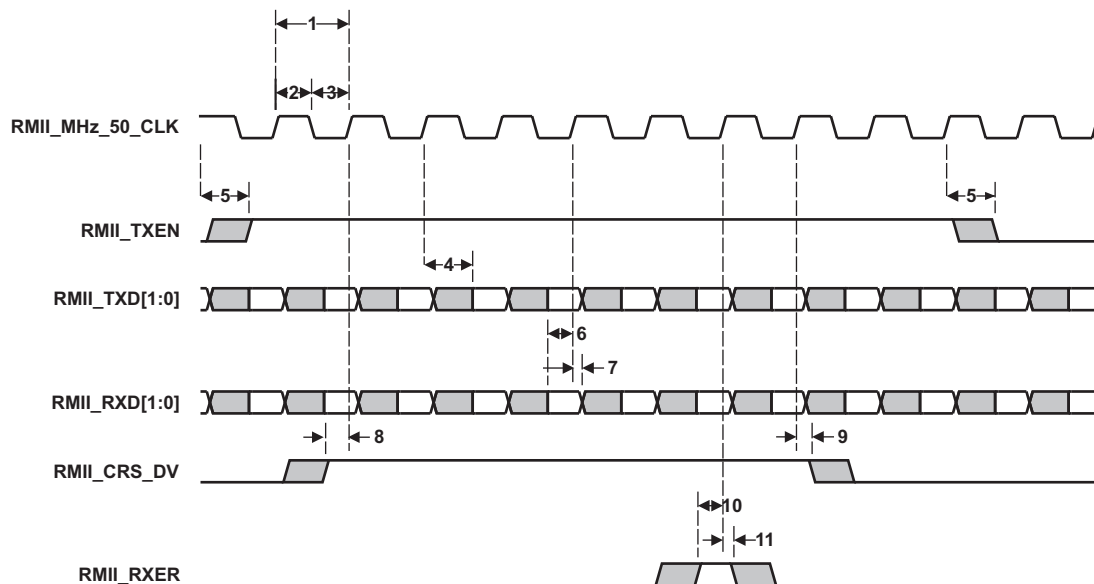 1
2 3
RMII_MHz_50_CLK
5 5
RMII_TXEN
4
RMII_TXD[1:0]
6
7
RMII_RXD[1:0]
8 9
RMII_CRS_DV
10
11
RMII_RXER